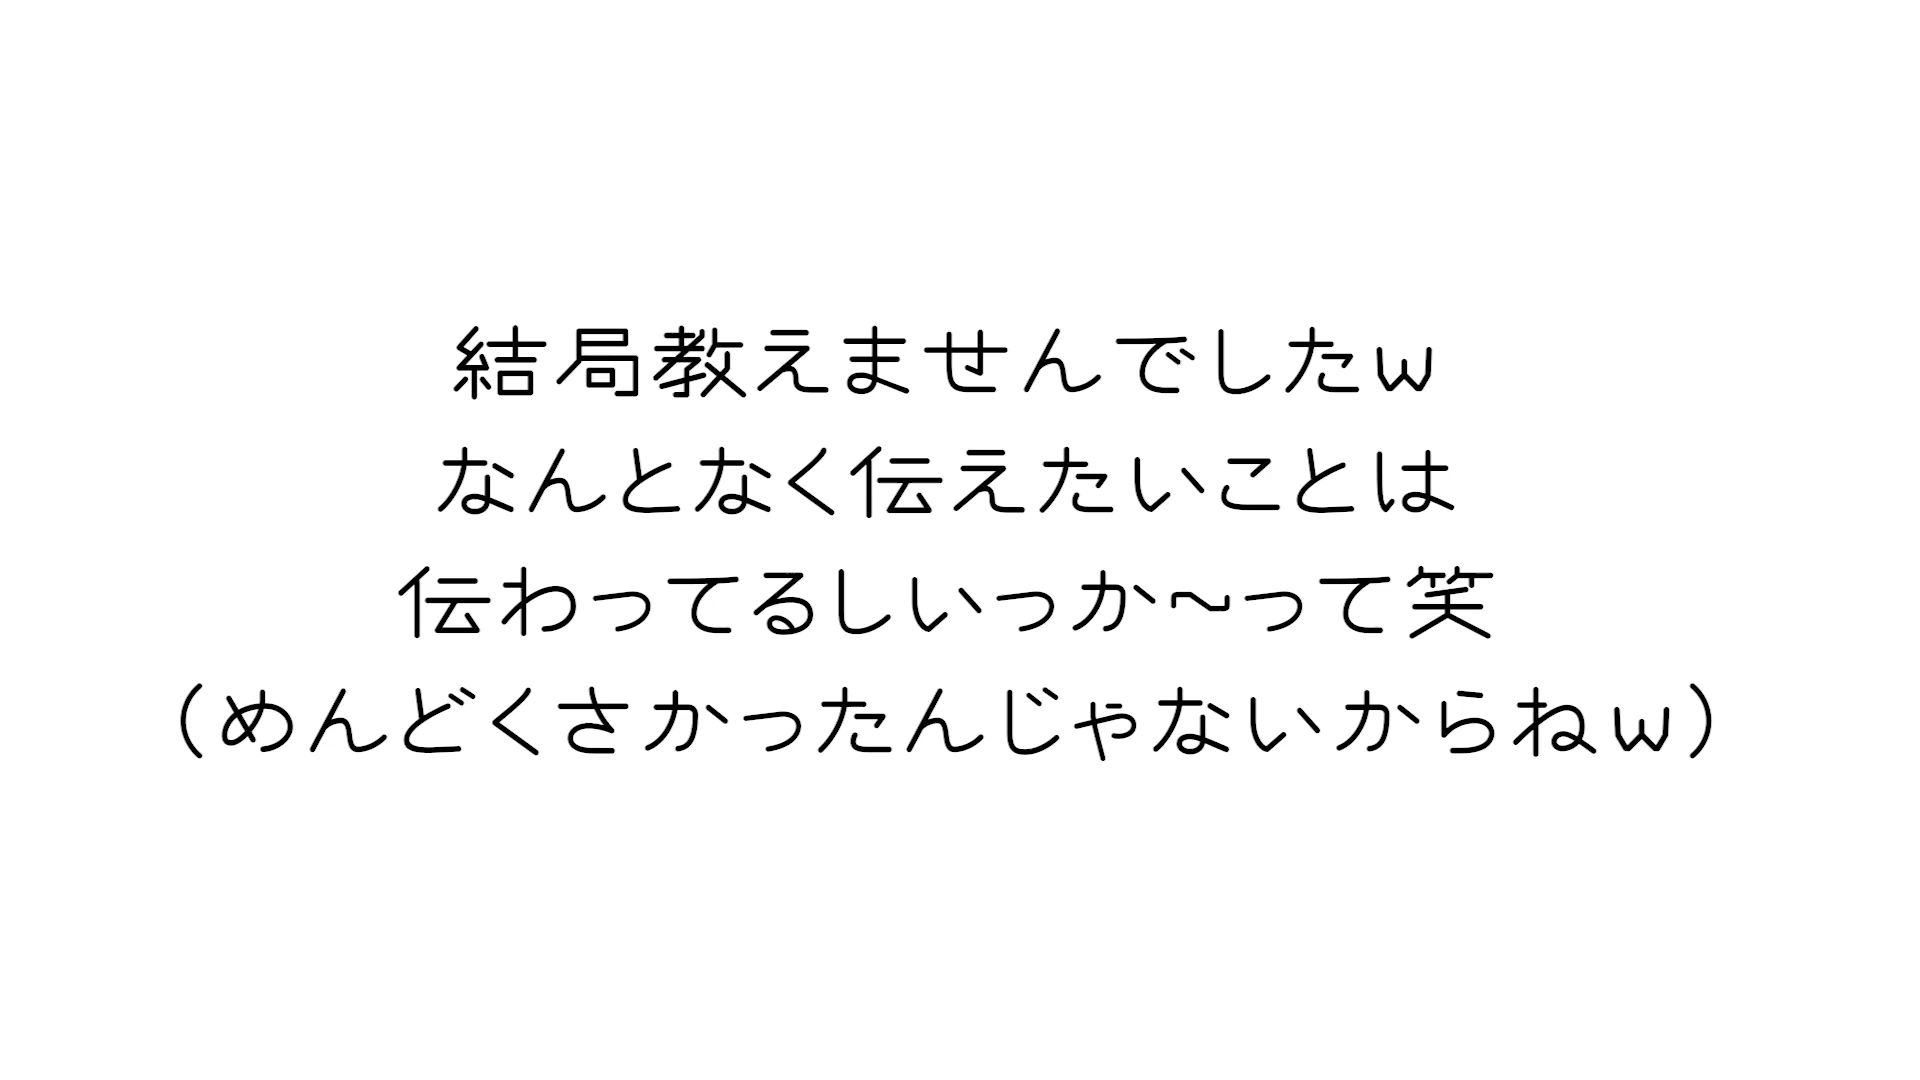 結局教えませんでしたw
なんとなく伝えたいことは
伝わってるしいっか~って笑
（めんどくさかったんじゃないからねｗ）